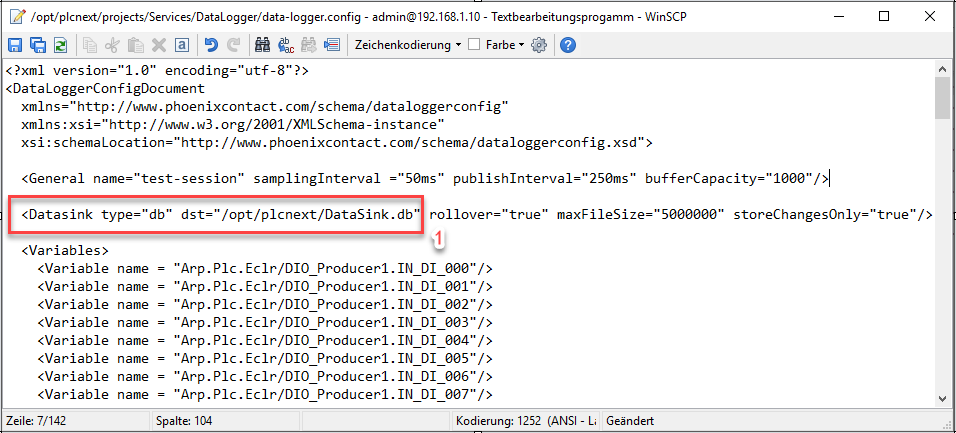 /opt/plcnext/projects/Services/DataLogger/data-logger.config - admin@192.168.1.10 - Textbearbeitungsprogamm - WinSCP
Zeichenkodierung Farbe
<?xml version="1.0" encoding="utf-8"?>
<DataLoggerConfigDocument
xmlns="http://www.phoenixcontact.com/schema/dataloggerconfig"
xmlns:xsi="http://www.w3.org/2001/XMLSchema-instance"
xsi:schemaLocation="http://www.phoenixcontact.com/schema/dataloggerconfig.xsd">
<General name="test-session" samplingInterval ="50ms" publishInterval="250ms" bufferCapacity="1000"/>
<Datasink type="db" dst="/opt/plcnext/DataSink.db" rollover="true" maxFileSize="5000000" storeChangesOnly="true"/>
1
<Variables>
<Variable name = "Arp.Plc.Eclr/DIO_Producer1.IN_DI_000"/>
<Variable name = "Arp.Plc.Eclr/DIO_Producer1.IN_DI_001"/>
<Variable name = "Arp.Plc.Eclr/DIO_Producer1.IN_DI_002"/>
<Variable name = "Arp.Plc.Eclr/DIO_Producer1.IN_DI_003"/>
<Variable name = "Arp.Plc.Eclr/DIO_Producer1.IN_DI_004"/>
<Variable name = "Arp.Plc.Eclr/DIO_Producer1.IN_DI_005"/>
<Variable name = "Arp.Plc.Eclr/DIO_Producer1.IN_DI_006"/>
<Variable name = "Arp.Plc.Eclr/DIO_Producer1.IN_DI_007"/>
Zeile: 7/142 Spalte: 104 Kodierung: 1252 (ANSI - La Geändert